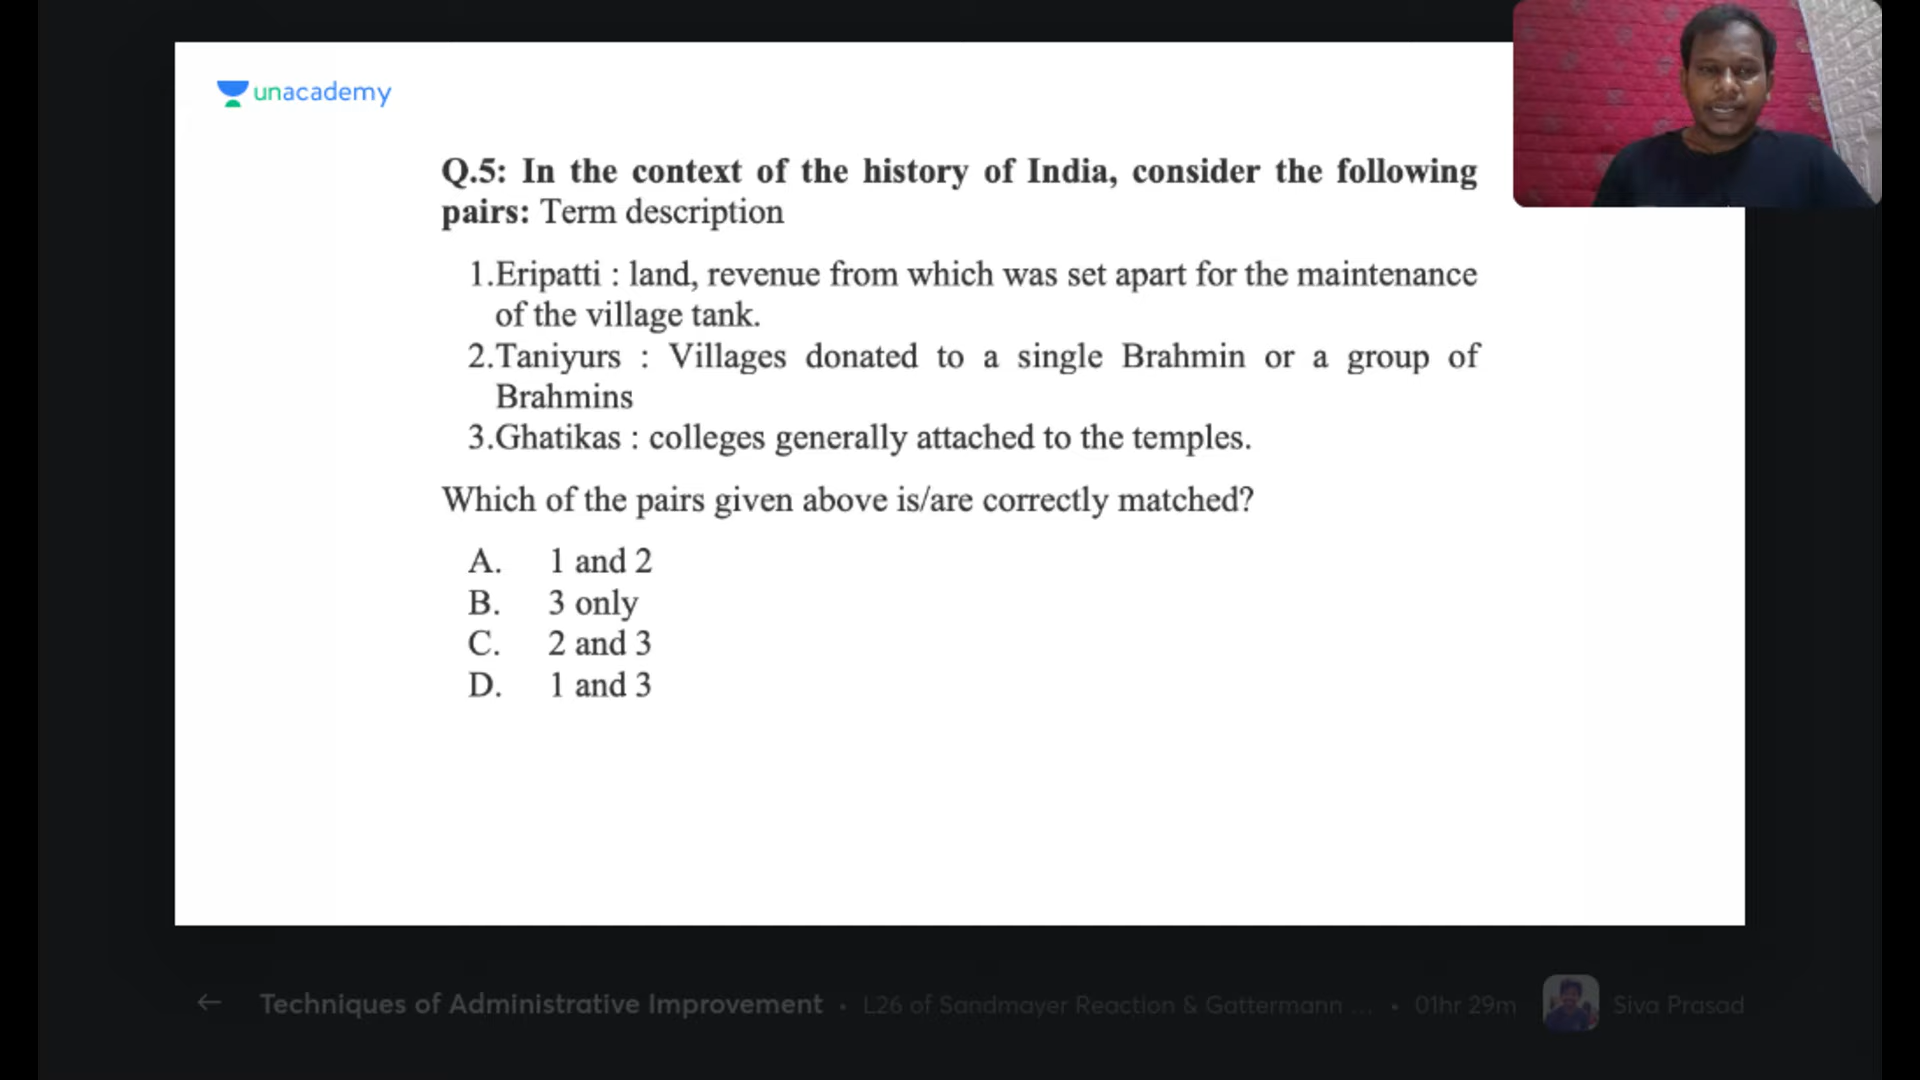 unacademy
Q.5: In the context of the history of India, consider the following
pairs: Term description
1.Eripatti : land, revenue from which was set apart for the maintenance
of the village tank.
2.Taniyurs : Villages donated to a single Brahmin or a group of
Brahmins
3.Ghatikas : colleges generally attached to the temples.
Which of the pairs given above is/are correctly matched?
A. 1 and 2
B. 3 only
C. 2 and 3
D. 1 and 3
← Techniques of Administrative Improvement • L26 of Sandmayer Reaction & Gattermann ... • 01hr 29m Siva Prasad